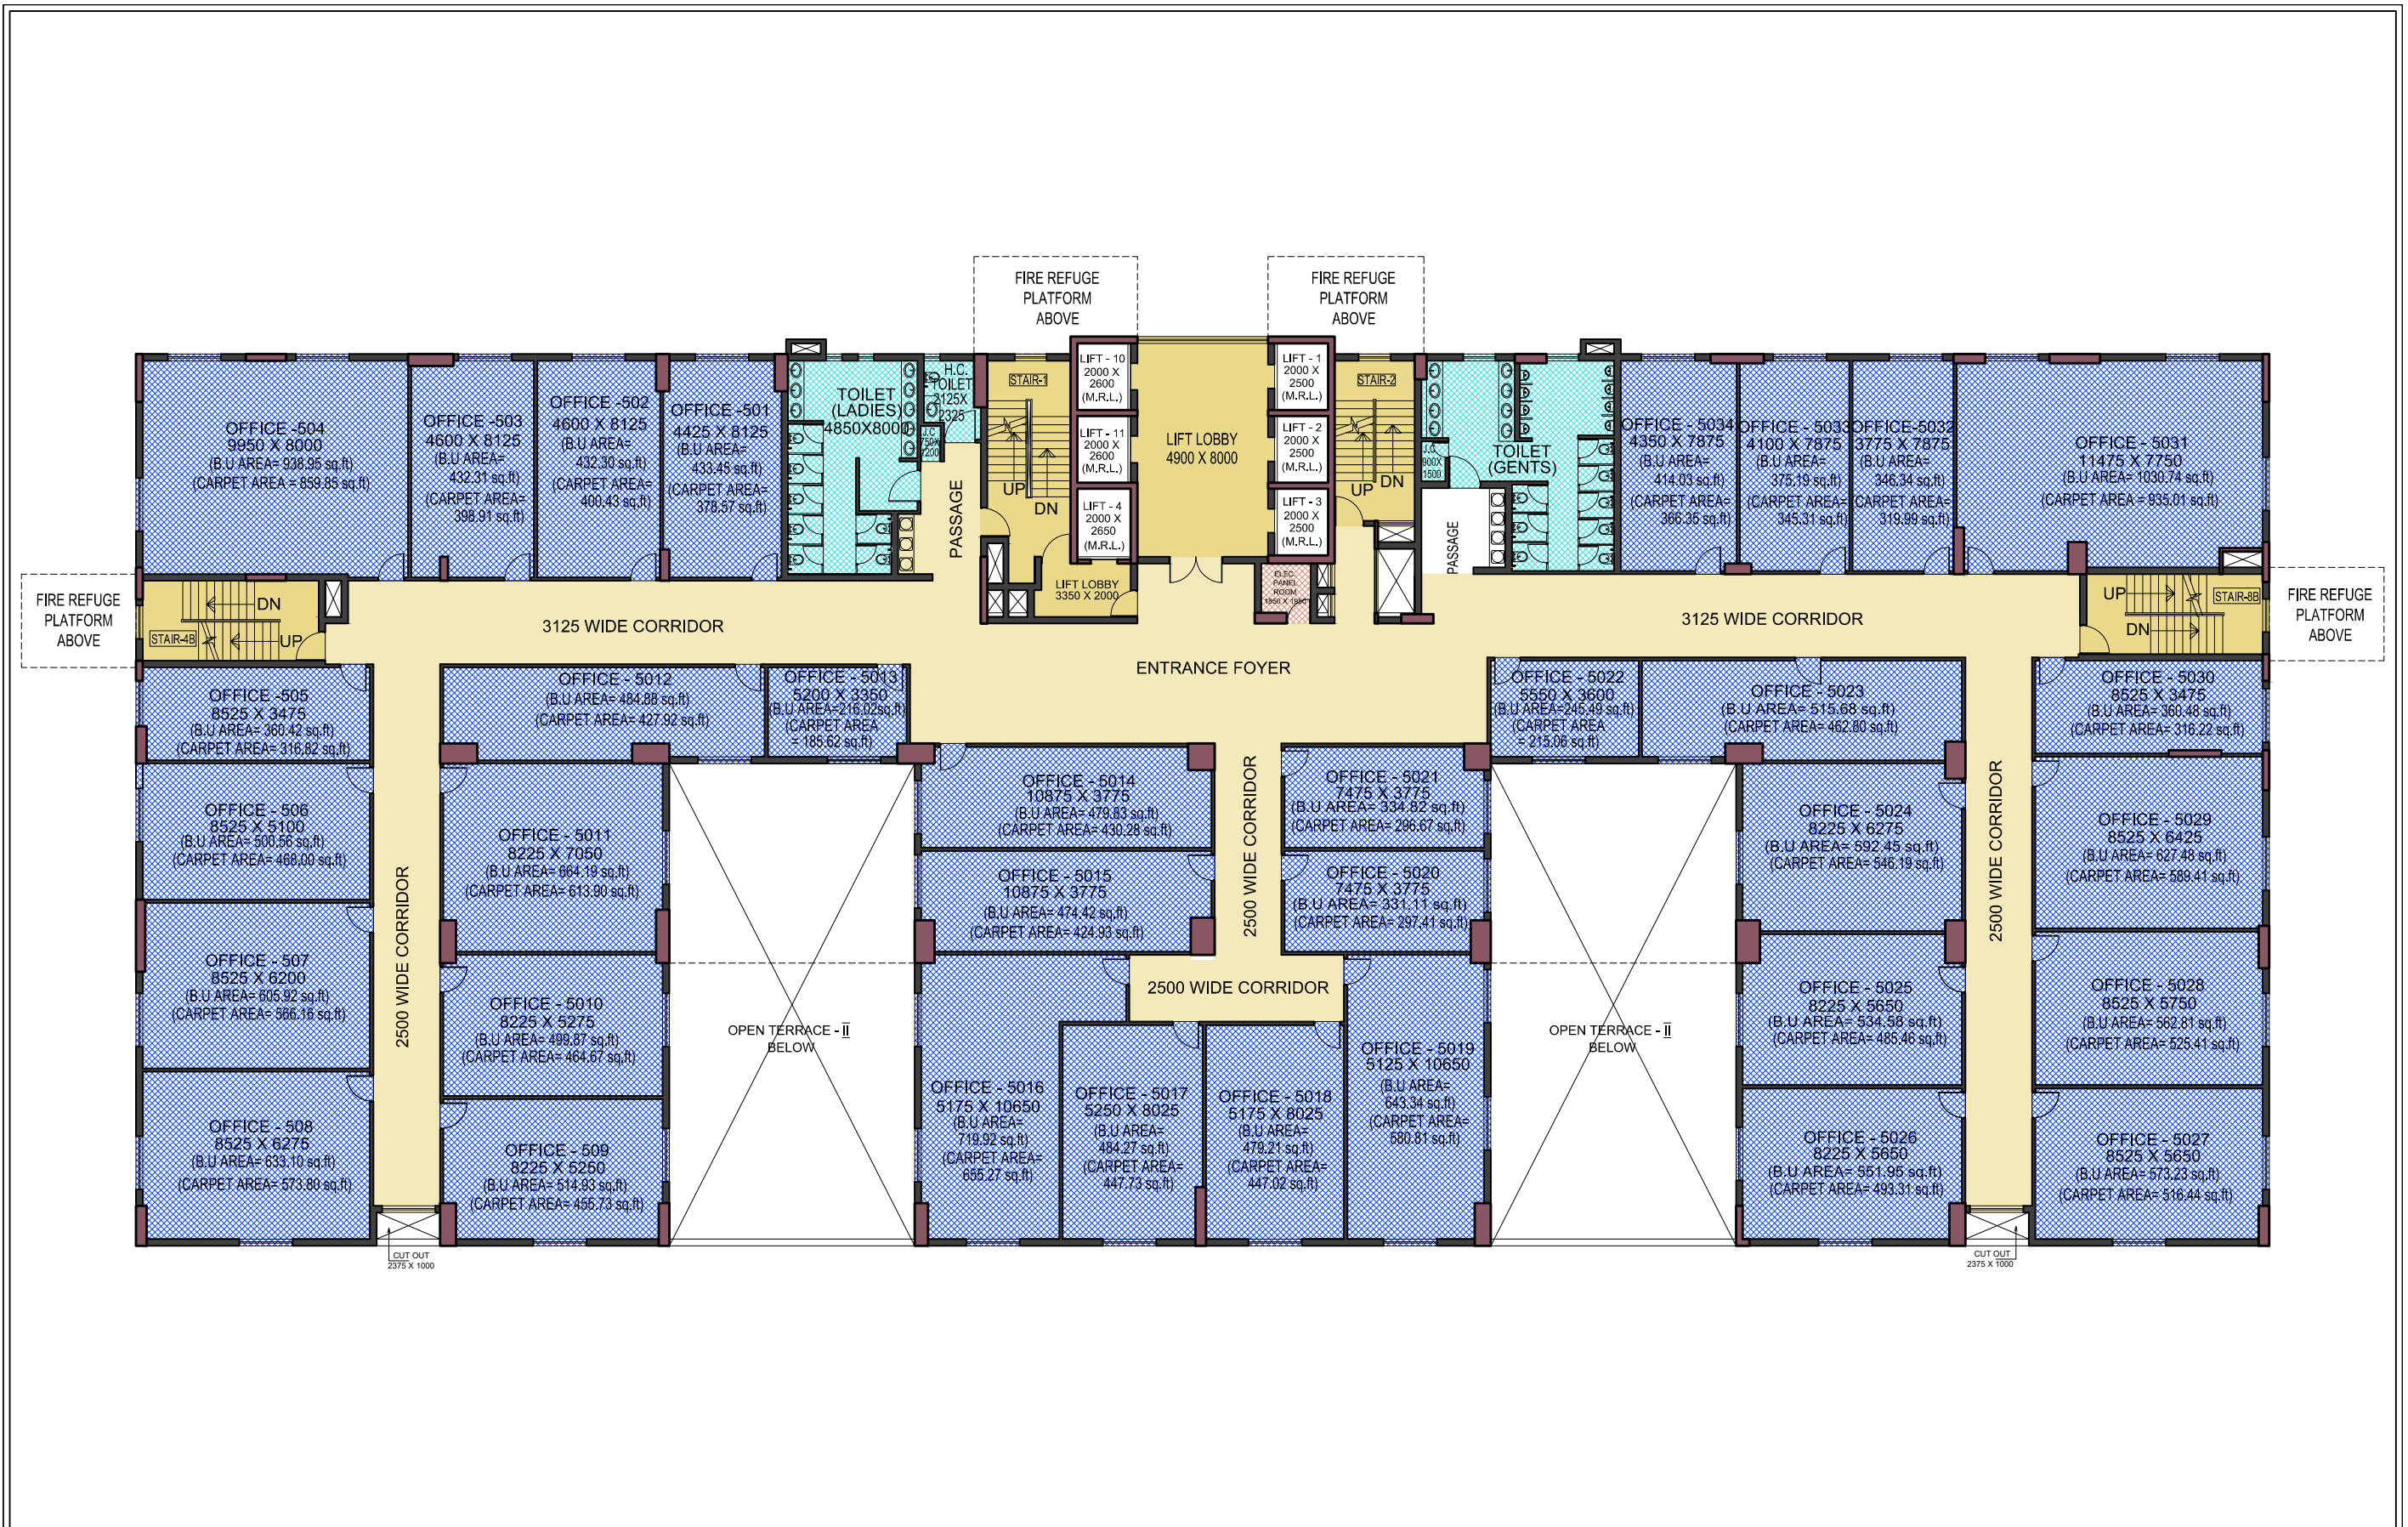 FIRE REFUGE
PLATFORM
ABOVE
FIRE REFUGE
PLATFORM
ABOVE
OFFICE -504
9950 X 8000
(B.U AREA= 938.95 sq.ft)
(CARPET AREA = 859.85 sq.ft)
OFFICE -503
4600 X 8125
(B.U AREA=
432.31 sq.ft)
(CARPET AREA=
398.91 sq.ft)
OFFICE -502
4600 X 8125
(B.U AREA=
432.30 sq.ft)
(CARPET AREA=
400.43 sq.ft)
OFFICE -501
4425 X 8125
(B.U AREA=
433.45 sq.ft)
(CARPET AREA=
378.57 sq.ft)
TOILET
(LADIES)
4850X8000
H.C.
TOILET
2125X
2325
PASSAGE
STAIR-1
UP
DN
LIFT - 10
2000 X
2600
(M.R.L.)
LIFT - 11
2000 X
2600
(M.R.L.)
LIFT - 4
2000 X
2650
(M.R.L.)
LIFT LOBBY
3350 X 2000
LIFT LOBBY
4900 X 8000
LIFT - 1
2000 X
2500
(M.R.L.)
LIFT - 2
2000 X
2500
(M.R.L.)
LIFT - 3
2000 X
2500
(M.R.L.)
ELEC.
PANEL
ROOM
STAIR-2
UP
DN
900X
1500
PASSAGE
TOILET
(GENTS)
OFFICE - 5034
4350 X 7875
(B.U AREA=
414.03 sq.ft)
(CARPET AREA=
366.35 sq.ft)
OFFICE - 5033
4100 X 7875
(B.U AREA=
375.19 sq.ft)
(CARPET AREA=
345.31 sq.ft)
OFFICE-5032
3775 X 7875
(B.U AREA=
346.34 sq.ft)
(CARPET AREA=
319.99 sq.ft)
OFFICE - 5031
11475 X 7750
(B.U AREA= 1030.74 sq.ft)
(CARPET AREA = 935.01 sq.ft)
FIRE REFUGE
PLATFORM
ABOVE
STAIR-4B
DN
UP
3125 WIDE CORRIDOR
ENTRANCE FOYER
3125 WIDE CORRIDOR
UP
DN
STAIR-8B
FIRE REFUGE
PLATFORM
ABOVE
OFFICE -505
8525 X 3475
(B.U AREA= 360.42 sq.ft)
(CARPET AREA= 316.82 sq.ft)
OFFICE - 5012
(B.U AREA= 484.88 sq.ft)
(CARPET AREA= 427.92 sq.ft)
OFFICE - 5013
5200 X 3350
(B.U AREA=216.02sq.ft)
(CARPET AREA
= 185.62 sq.ft)
OFFICE - 5022
5550 X 3600
(B.U AREA=245.49 sq.ft)
(CARPET AREA
= 215.06 sq.ft)
OFFICE - 5023
(B.U AREA= 515.68 sq.ft)
(CARPET AREA= 462.80 sq.ft)
OFFICE - 5030
8525 X 3475
(B.U AREA= 360.48 sq.ft)
(CARPET AREA= 316.22 sq.ft)
OFFICE - 506
8525 X 5100
(B.U AREA= 500.56 sq.ft)
(CARPET AREA= 468.00 sq.ft)
OFFICE - 5011
8225 X 7050
(B.U AREA= 664.19 sq.ft)
(CARPET AREA= 613.90 sq.ft)
OFFICE - 5014
10875 X 3775
(B.U AREA= 479.83 sq.ft)
(CARPET AREA= 430.28 sq.ft)
OFFICE - 5021
7475 X 3775
(B.U AREA= 334.82 sq.ft)
(CARPET AREA= 296.67 sq.ft)
OFFICE - 5024
8225 X 6275
(B.U AREA= 592.45 sq.ft)
(CARPET AREA= 546.19 sq.ft)
OFFICE - 5029
8525 X 6425
(B.U AREA= 627.48 sq.ft)
(CARPET AREA= 589.41 sq.ft)
2500 WIDE CORRIDOR
OFFICE - 5015
10875 X 3775
(B.U AREA= 474.42 sq.ft)
(CARPET AREA= 424.93 sq.ft)
2500 WIDE CORRIDOR
OFFICE - 5020
7475 X 3775
(B.U AREA= 331.11 sq.ft)
(CARPET AREA= 297.41 sq.ft)
2500 WIDE CORRIDOR
OFFICE - 507
8525 X 6200
(B.U AREA= 605.92 sq.ft)
(CARPET AREA= 566.16 sq.ft)
OFFICE - 5010
8225 X 5275
(B.U AREA= 499.87 sq.ft)
(CARPET AREA= 464.67 sq.ft)
OPEN TERRACE - II
BELOW
2500 WIDE CORRIDOR
OPEN TERRACE - II
BELOW
OFFICE - 5025
8225 X 5650
(B.U AREA= 534.58 sq.ft)
(CARPET AREA= 485.46 sq.ft)
OFFICE - 5028
8525 X 5750
(B.U AREA= 562.81 sq.ft)
(CARPET AREA= 525.41 sq.ft)
OFFICE - 508
8525 X 6275
(B.U AREA= 633.10 sq.ft)
(CARPET AREA= 573.80 sq.ft)
OFFICE - 509
8225 X 5250
(B.U AREA= 514.93 sq.ft)
(CARPET AREA= 455.73 sq.ft)
OFFICE - 5016
5175 X 10650
(B.U AREA=
719.92 sq.ft)
(CARPET AREA=
655.27 sq.ft)
OFFICE - 5017
5250 X 8025
(B.U AREA=
484.27 sq.ft)
(CARPET AREA=
447.73 sq.ft)
OFFICE - 5018
5175 X 8025
(B.U AREA=
479.21 sq.ft)
(CARPET AREA=
447.02 sq.ft)
OFFICE - 5019
5125 X 10650
(B.U AREA=
643.34 sq.ft)
(CARPET AREA=
580.81 sq.ft)
OFFICE - 5026
8225 X 5650
(B.U AREA= 551.95 sq.ft)
(CARPET AREA= 493.31 sq.ft)
OFFICE - 5027
8525 X 5650
(B.U AREA= 573.23 sq.ft)
(CARPET AREA= 516.44 sq.ft)
CUT OUT
2375 X 1000
CUT OUT
2375 X 1000